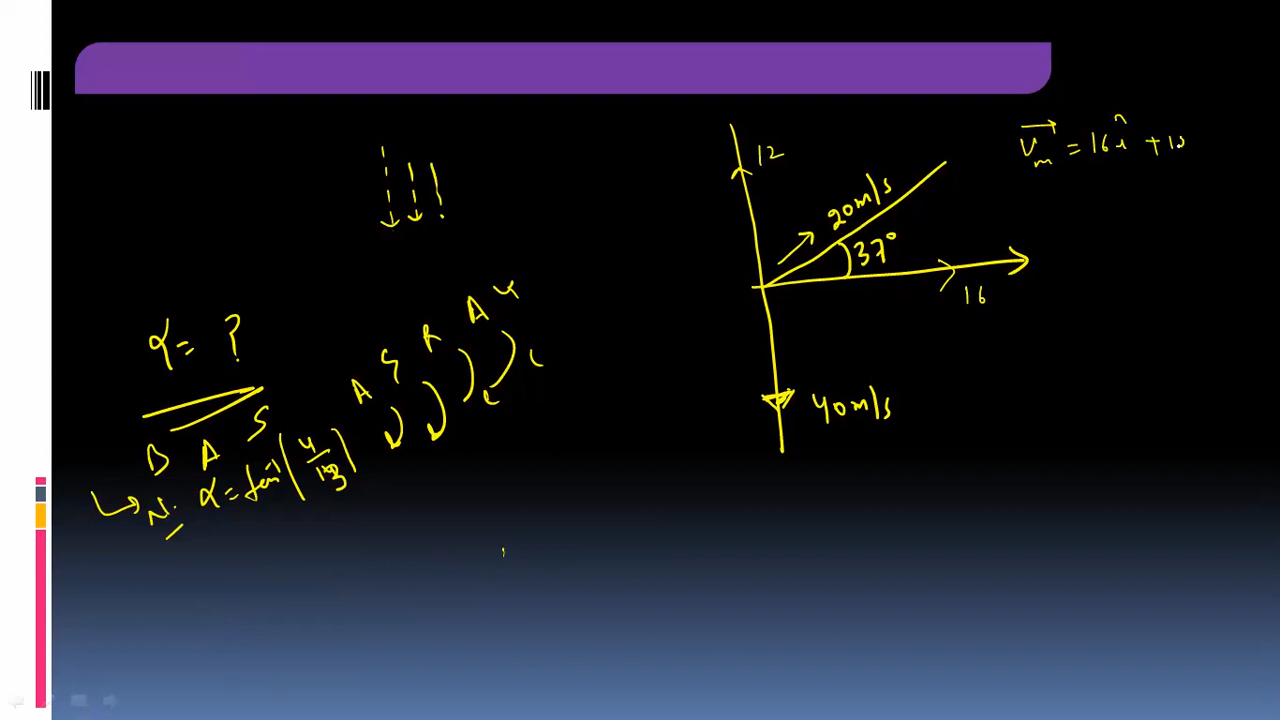 12
20m/s
37°
16
40m/s
V⃗m = 16î + 12
α = ?
B A S
A
α = tan⁻¹(4/13)
N.